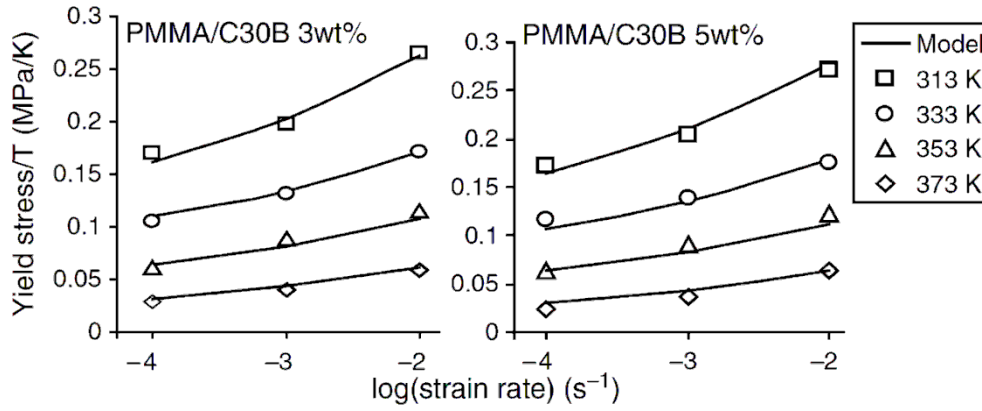 PMMA/C30B 3wt%
PMMA/C30B 5wt%
Yield stress/T (MPa/K)
0.3
0.25
0.2
0.15
0.1
0.05
0
0.3
0.25
0.2
0.15
0.1
0.05
0
−4
−3
−2
−4
−3
−2
log(strain rate) (s⁻¹)
Model
313 K
333 K
353 K
373 K